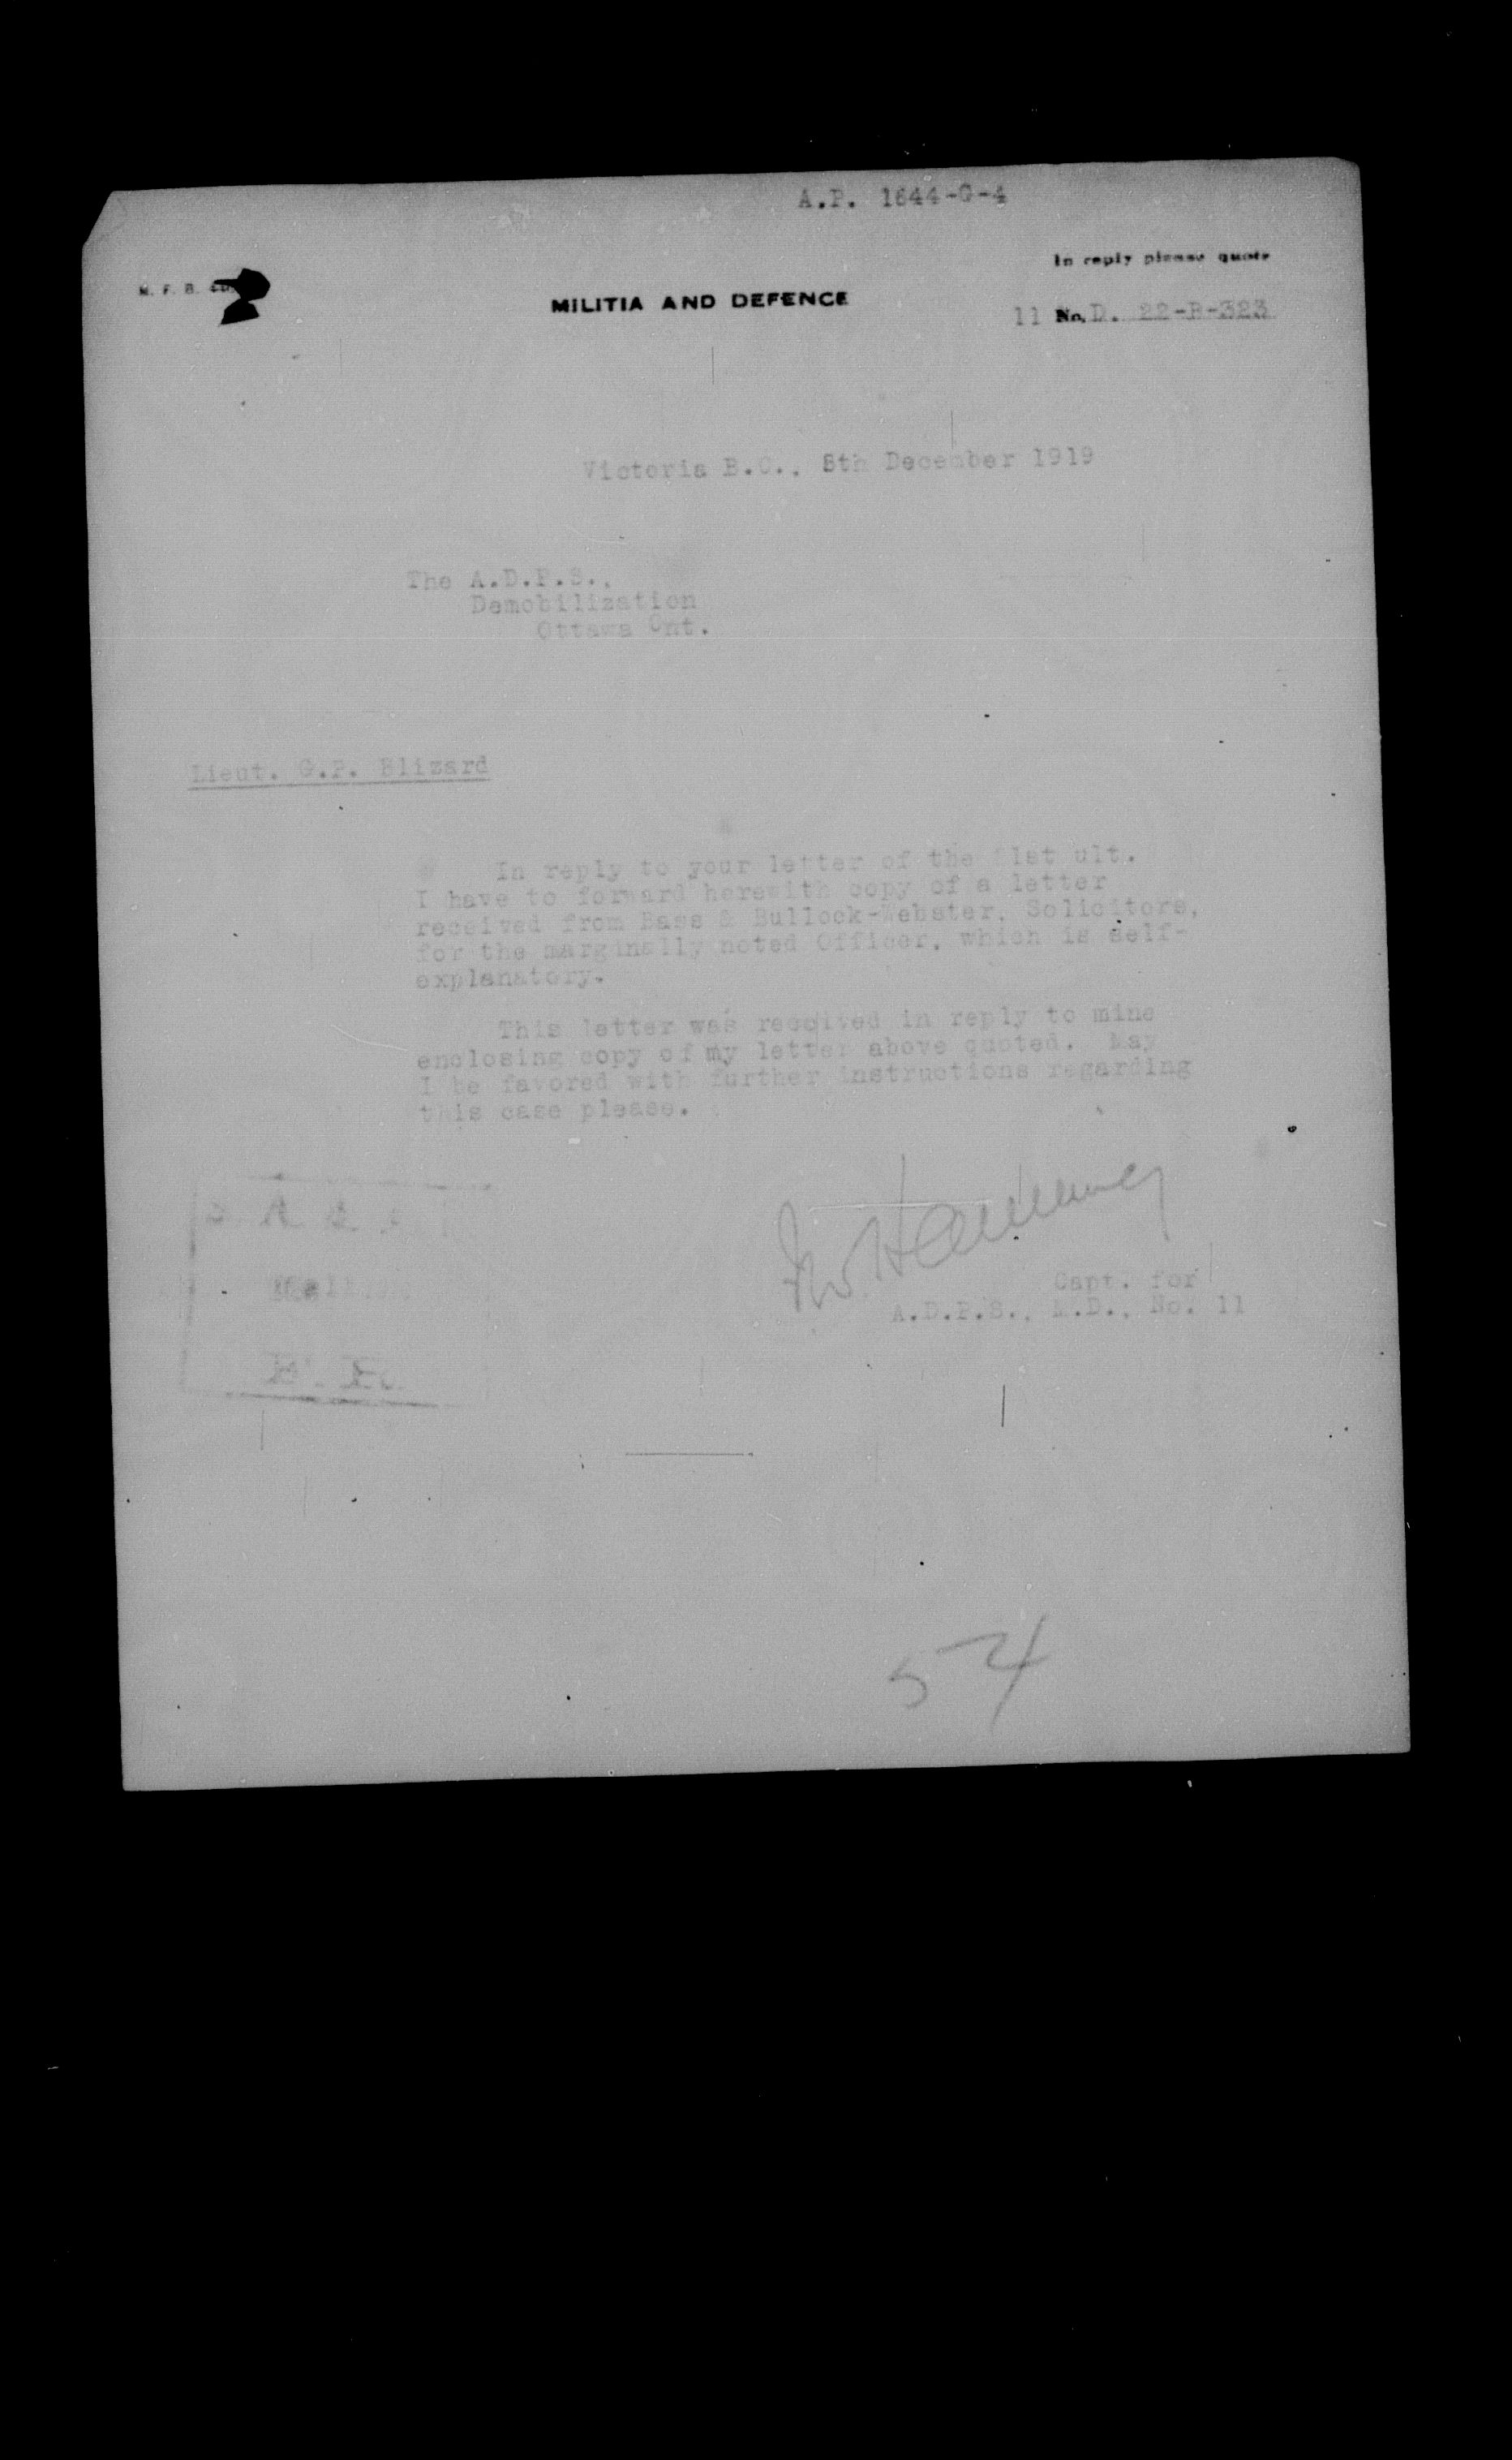 A.P. 1644-G-4
In reply please quote
M. F. B.
MILITIA AND DEFENCE
11 No. D. 22-B-323
Victoria B.C., 8th December 1919
The A.D.P.S.,
Demobilization
Ottawa Ont.
Lieut. G.P. Blizard
In reply to your letter of the 21st ult.
I have to forward herewith copy of a letter
received from Bass & Bullock-Webster, Solicitors,
for the marginally noted Officer, which is self-
explanatory.
This letter was received in reply to mine
enclosing copy of my letter above quoted. May
I be favored with further instructions regarding
this case please.
Capt. for
A.D.P.S., M.D., No. 11
54